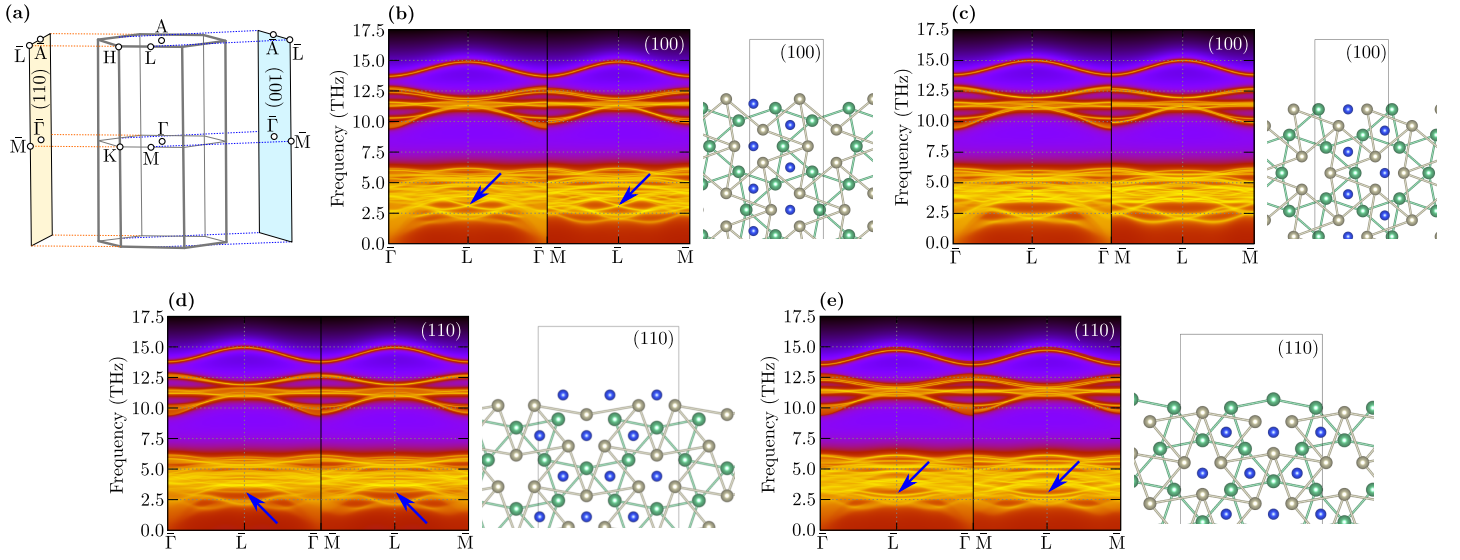 (a)
L̄ Ā (110) Γ̄ M̄
A
H L
Γ
K M
Ā L̄ (100) Γ̄ M̄
(b)
(100)
Frequency (THz)
17.5
15.0
12.5
10.0
7.5
5.0
2.5
0.0
Γ̄ L̄ Γ̄ M̄ L̄ M̄
(100)
(c)
(100)
Frequency (THz)
17.5
15.0
12.5
10.0
7.5
5.0
2.5
0.0
Γ̄ L̄ Γ̄ M̄ L̄ M̄
(100)
(d)
(110)
Frequency (THz)
17.5
15.0
12.5
10.0
7.5
5.0
2.5
0.0
Γ̄ L̄ Γ̄ M̄ L̄ M̄
(110)
(e)
(110)
Frequency (THz)
17.5
15.0
12.5
10.0
7.5
5.0
2.5
0.0
Γ̄ L̄ Γ̄ M̄ L̄ M̄
(110)